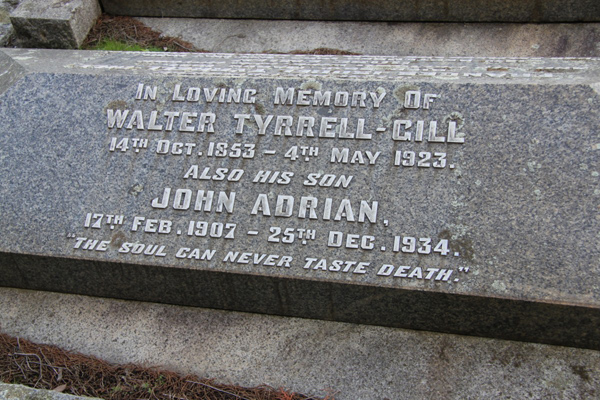 IN LOVING MEMORY OF
WALTER TYRRELL-GILL
14TH OCT. 1853 - 4TH MAY 1923.
ALSO HIS SON
JOHN ADRIAN,
17TH FEB. 1907 - 25TH DEC. 1934.
"THE SOUL CAN NEVER TASTE DEATH."